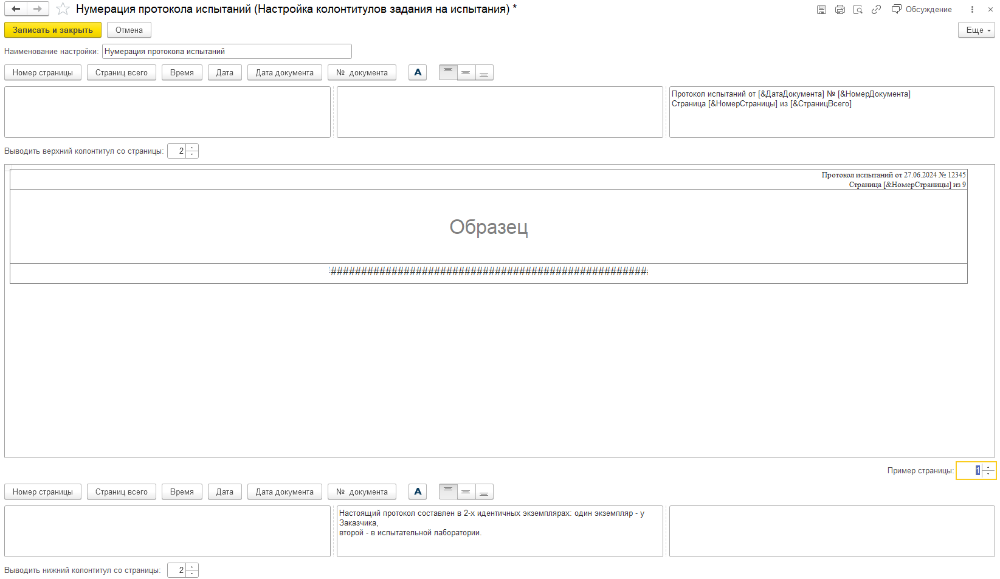 Нумерация протокола испытаний (Настройка колонтитулов задания на испытания) *
Обсуждение
Записать и закрыть
Отмена
Еще
Наименование настройки: Нумерация протокола испытаний
Номер страницы Страниц всего Время Дата Дата документа № документа A
Протокол испытаний от [&ДатаДокумента] № [&НомерДокумента]
Страница [&НомерСтраницы] из [&СтраницВсего]
Выводить верхний колонтитул со страницы: 2
Протокол испытаний от 27.06.2024 № 12345
Страница [&НомерСтраницы] из 9
Образец
Пример страницы: 1
Номер страницы Страниц всего Время Дата Дата документа № документа A
Настоящий протокол составлен в 2-х идентичных экземплярах: один экземпляр - у
Заказчика,
второй - в испытательной лаборатории.
Выводить нижний колонтитул со страницы: 2